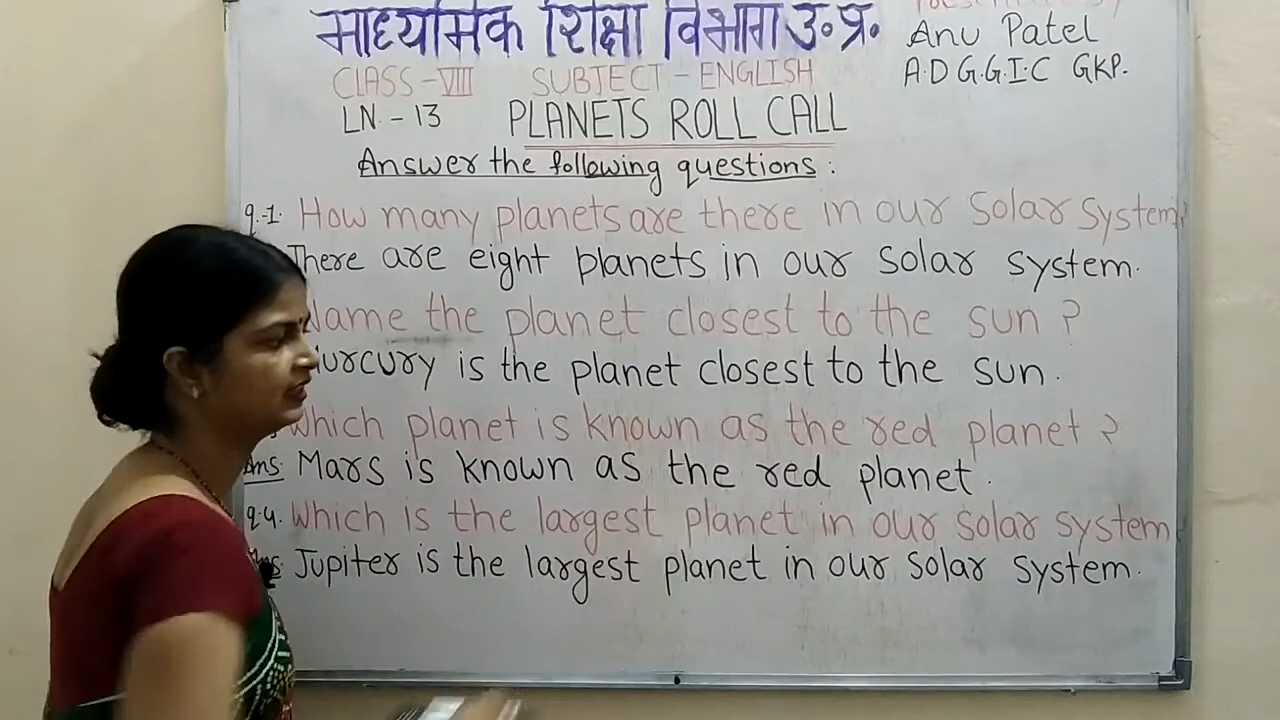 माध्यमिक शिक्षा विभाग उ॰ प्र॰
Anu Patel
A.D G.G.I.C GKP.
CLASS-VIII SUBJECT-ENGLISH
LN.-13 PLANETS ROLL CALL
Answer the following questions:
Q.-1. How many planets are there in our Solar System?
There are eight planets in our solar system.
Name the planet closest to the sun?
is the planet closest to the sun.
Which planet is known as the red planet?
Ans: Mars is known as the red planet.
Q.4. Which is the largest planet in our solar system
Ans: Jupiter is the largest planet in our solar system.